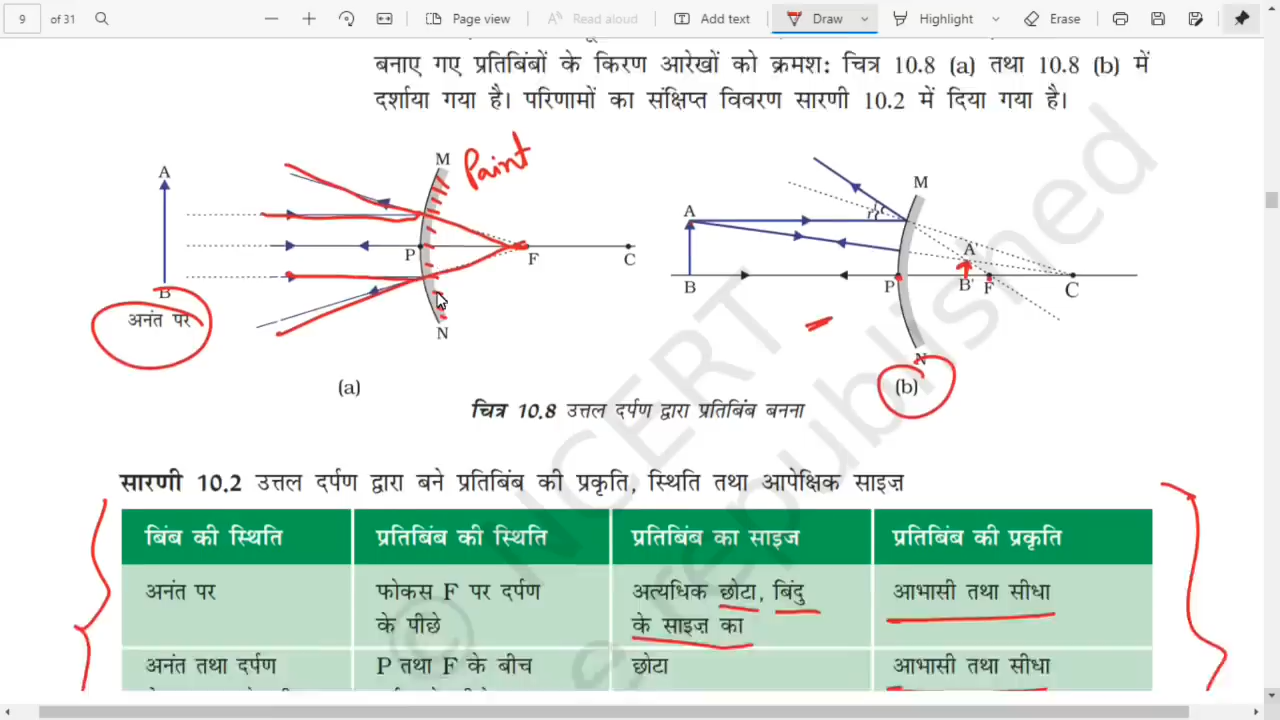 9 of 31 Page view Read aloud Add text Draw Highlight Erase
बनाए गए प्रतिबिंबों के किरण आरेखों को क्रमश: चित्र 10.8 (a) तथा 10.8 (b) में
दर्शाया गया है। परिणामों का संक्षिप्त विवरण सारणी 10.2 में दिया गया है।
A
B
अनंत पर
M
Paint
P
F
C
N
(a)
A
B
M
r
P
A
B'
F
C
N
(b)
चित्र 10.8 उत्तल दर्पण द्वारा प्रतिबिंब बनना
सारणी 10.2 उत्तल दर्पण द्वारा बने प्रतिबिंब की प्रकृति, स्थिति तथा आपेक्षिक साइज़
बिंब की स्थिति प्रतिबिंब की स्थिति प्रतिबिंब का साइज प्रतिबिंब की प्रकृति
अनंत पर फोकस F पर दर्पण अत्यधिक छोटा, बिंदु आभासी तथा सीधा
के पीछे के साइज़ का
अनंत तथा दर्पण P तथा F के बीच छोटा आभासी तथा सीधा
© NCERT
republished